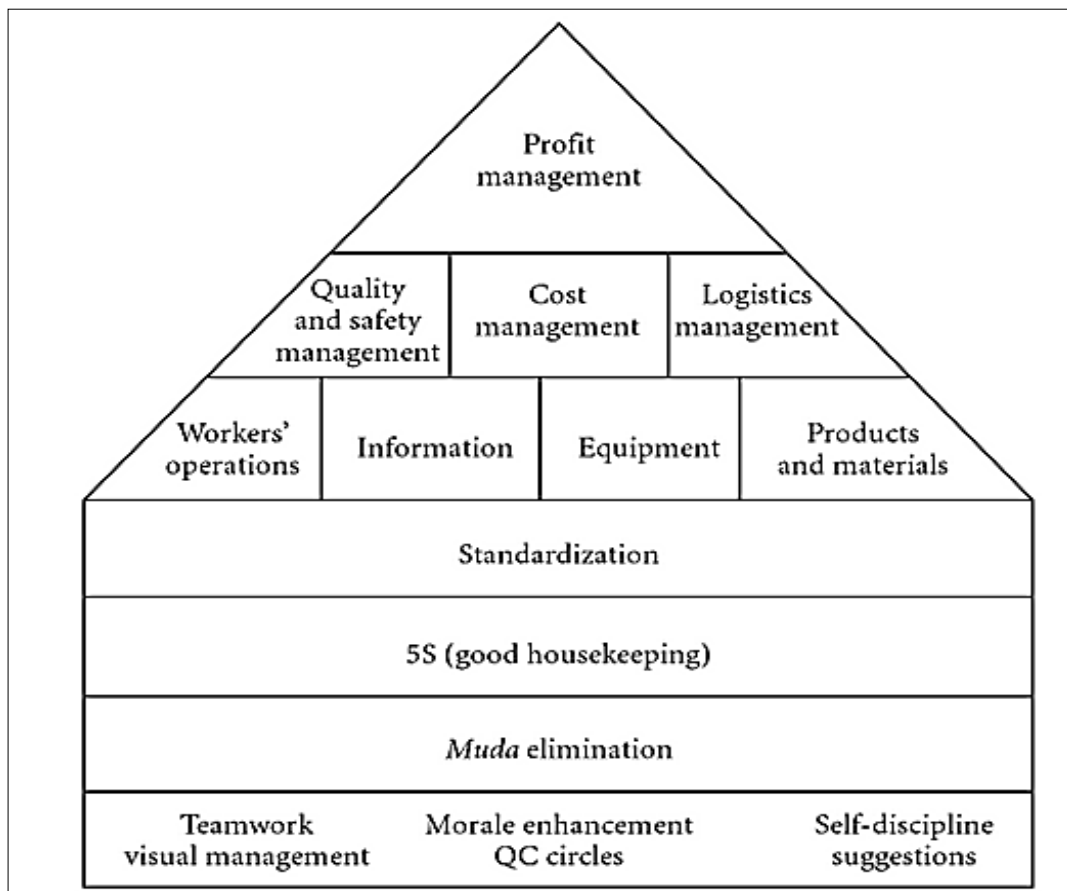 Profit
management
Quality
and safety
management
Cost
management
Logistics
management
Workers’
operations
Information
Equipment
Products
and materials
Standardization
5S (good housekeeping)
Muda elimination
Teamwork
visual management
Morale enhancement
QC circles
Self-discipline
suggestions